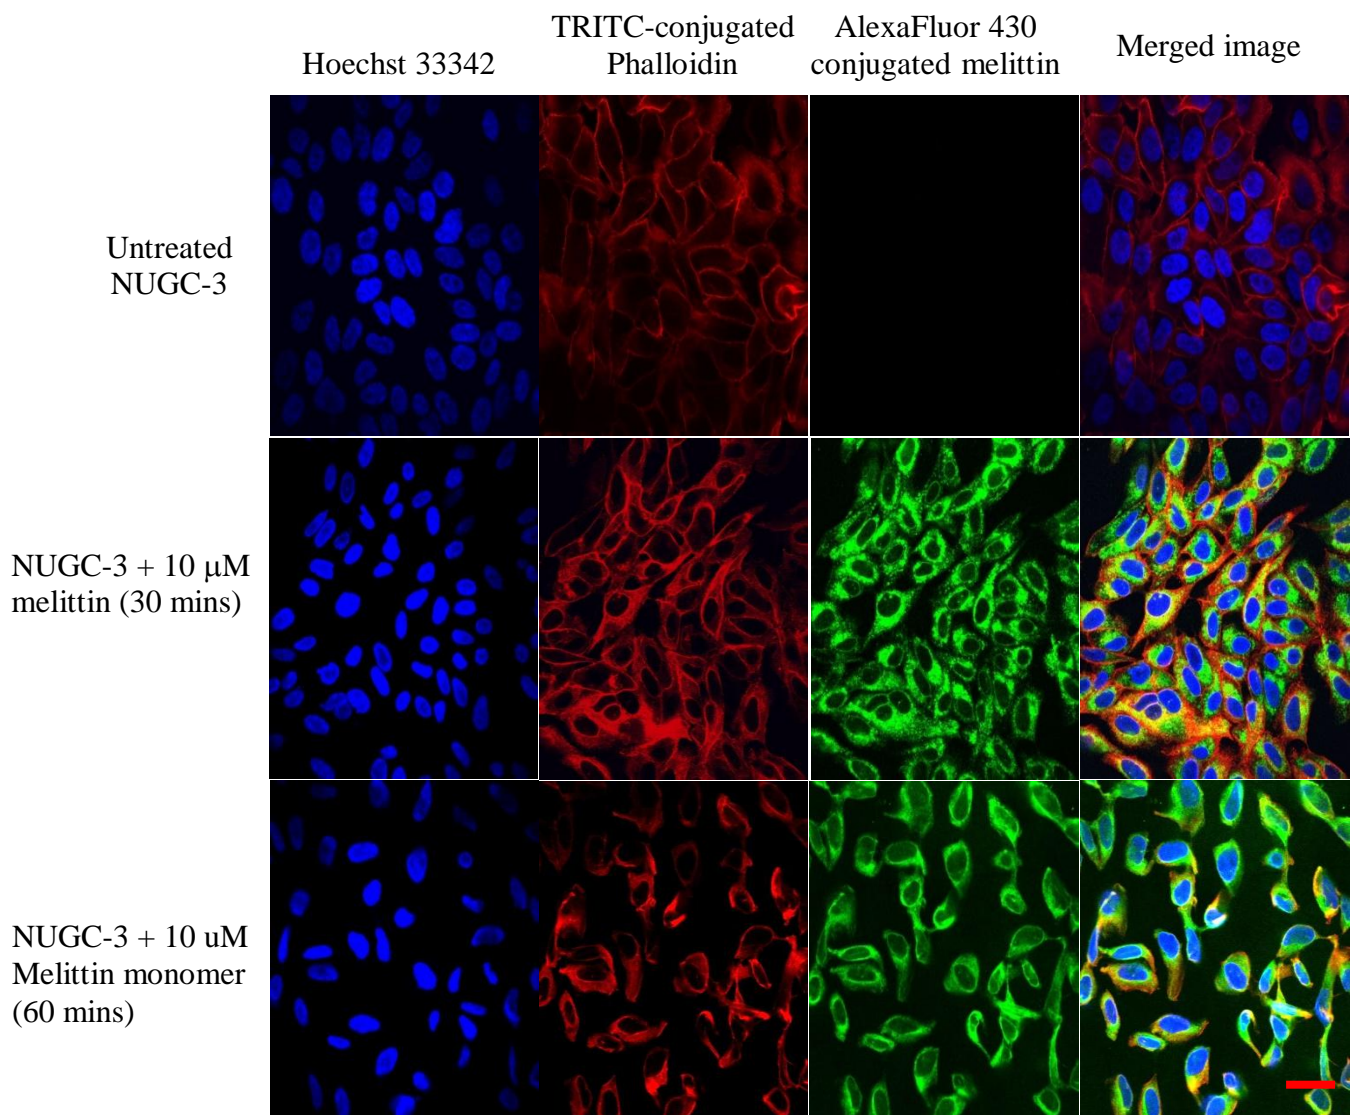 Hoechst 33342
TRITC-conjugated
Phalloidin
AlexaFluor 430
conjugated melittin
Merged image
Untreated
NUGC-3
NUGC-3 + 10 μM
melittin (30 mins)
NUGC-3 + 10 uM
Melittin monomer
(60 mins)